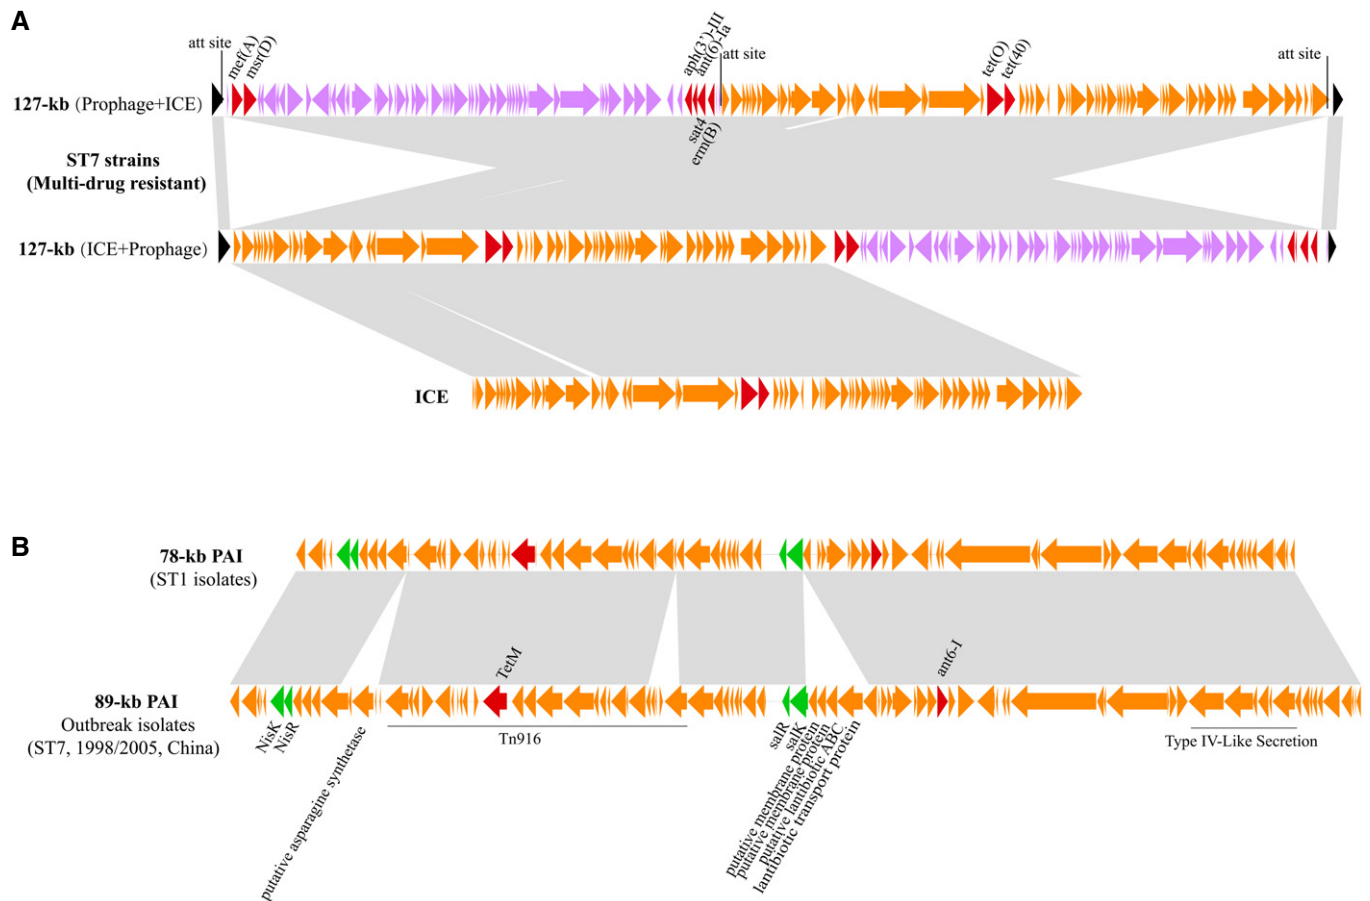 A
att site
mef(A)
msr(D)
aph(3')-III
ant(6)-Ia
att site
tet(O)
tet(40)
att site
127-kb (Prophage+ICE)
sat4
erm(B)
ST7 strains
(Multi-drug resistant)
127-kb (ICE+Prophage)
ICE
B
78-kb PAI
(ST1 isolates)
TetM
ant6-I
89-kb PAI
Outbreak isolates
(ST7, 1998/2005, China)
NisK
NisR
putative asparagine synthetase
Tn916
salR
salK
putative membrane protein
putative membrane protein
putative lantibiotic ABC
lantibiotic transport protein
Type IV-Like Secretion